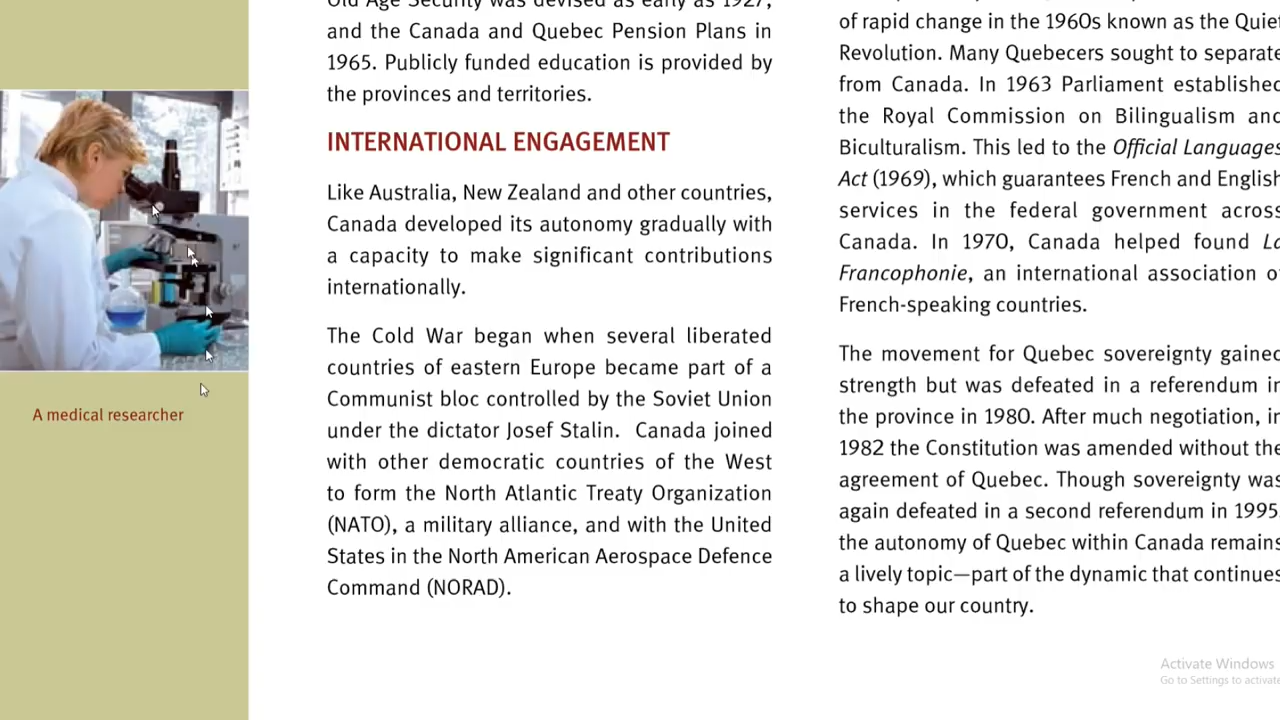 Old Age Security was devised as early as 1927,
and the Canada and Quebec Pension Plans in
1965. Publicly funded education is provided by
the provinces and territories.
INTERNATIONAL ENGAGEMENT
Like Australia, New Zealand and other countries,
Canada developed its autonomy gradually with
a capacity to make significant contributions
internationally.
The Cold War began when several liberated
countries of eastern Europe became part of a
Communist bloc controlled by the Soviet Union
under the dictator Josef Stalin. Canada joined
with other democratic countries of the West
to form the North Atlantic Treaty Organization
(NATO), a military alliance, and with the United
States in the North American Aerospace Defence
Command (NORAD).
A medical researcher
of rapid change in the 1960s known as the Quiet
Revolution. Many Quebecers sought to separate
from Canada. In 1963 Parliament established
the Royal Commission on Bilingualism and
Biculturalism. This led to the Official Languages
Act (1969), which guarantees French and English
services in the federal government across
Canada. In 1970, Canada helped found La
Francophonie, an international association of
French-speaking countries.
The movement for Quebec sovereignty gained
strength but was defeated in a referendum in
the province in 1980. After much negotiation, in
1982 the Constitution was amended without the
agreement of Quebec. Though sovereignty was
again defeated in a second referendum in 1995,
the autonomy of Quebec within Canada remains
a lively topic—part of the dynamic that continues
to shape our country.
Activate Windows
Go to Settings to activate